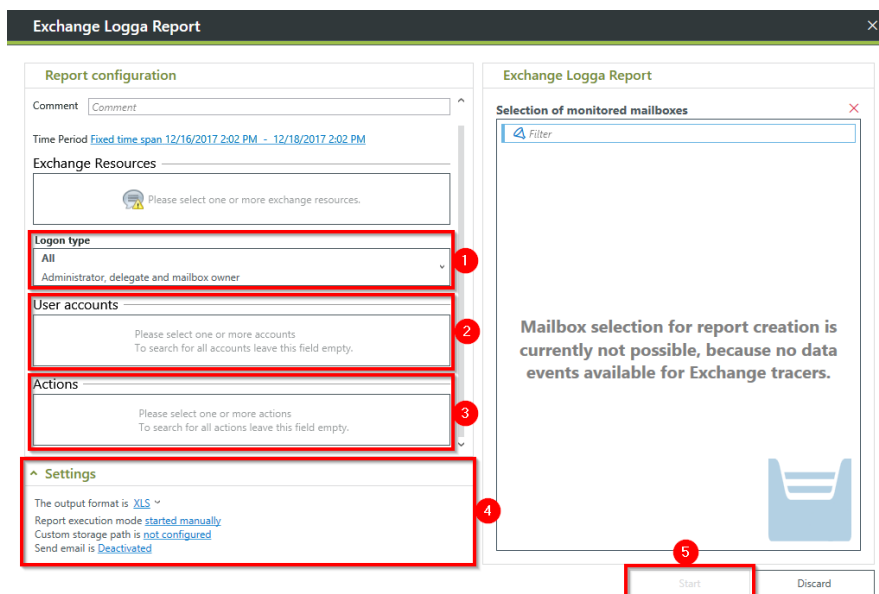 Exchange Logga Report
Report configuration
Comment Comment
Time Period Fixed time span 12/16/2017 2:02 PM - 12/18/2017 2:02 PM
Exchange Resources
Please select one or more exchange resources.
Logon type
All
Administrator, delegate and mailbox owner
1
User accounts
Please select one or more accounts
To search for all accounts leave this field empty.
2
Actions
Please select one or more actions
To search for all actions leave this field empty.
3
Settings
The output format is XLS
Report execution mode started manually
Custom storage path is not configured
Send email is Deactivated
4
Exchange Logga Report
Selection of monitored mailboxes
Filter
Mailbox selection for report creation is
currently not possible, because no data
events available for Exchange tracers.
5
Start
Discard